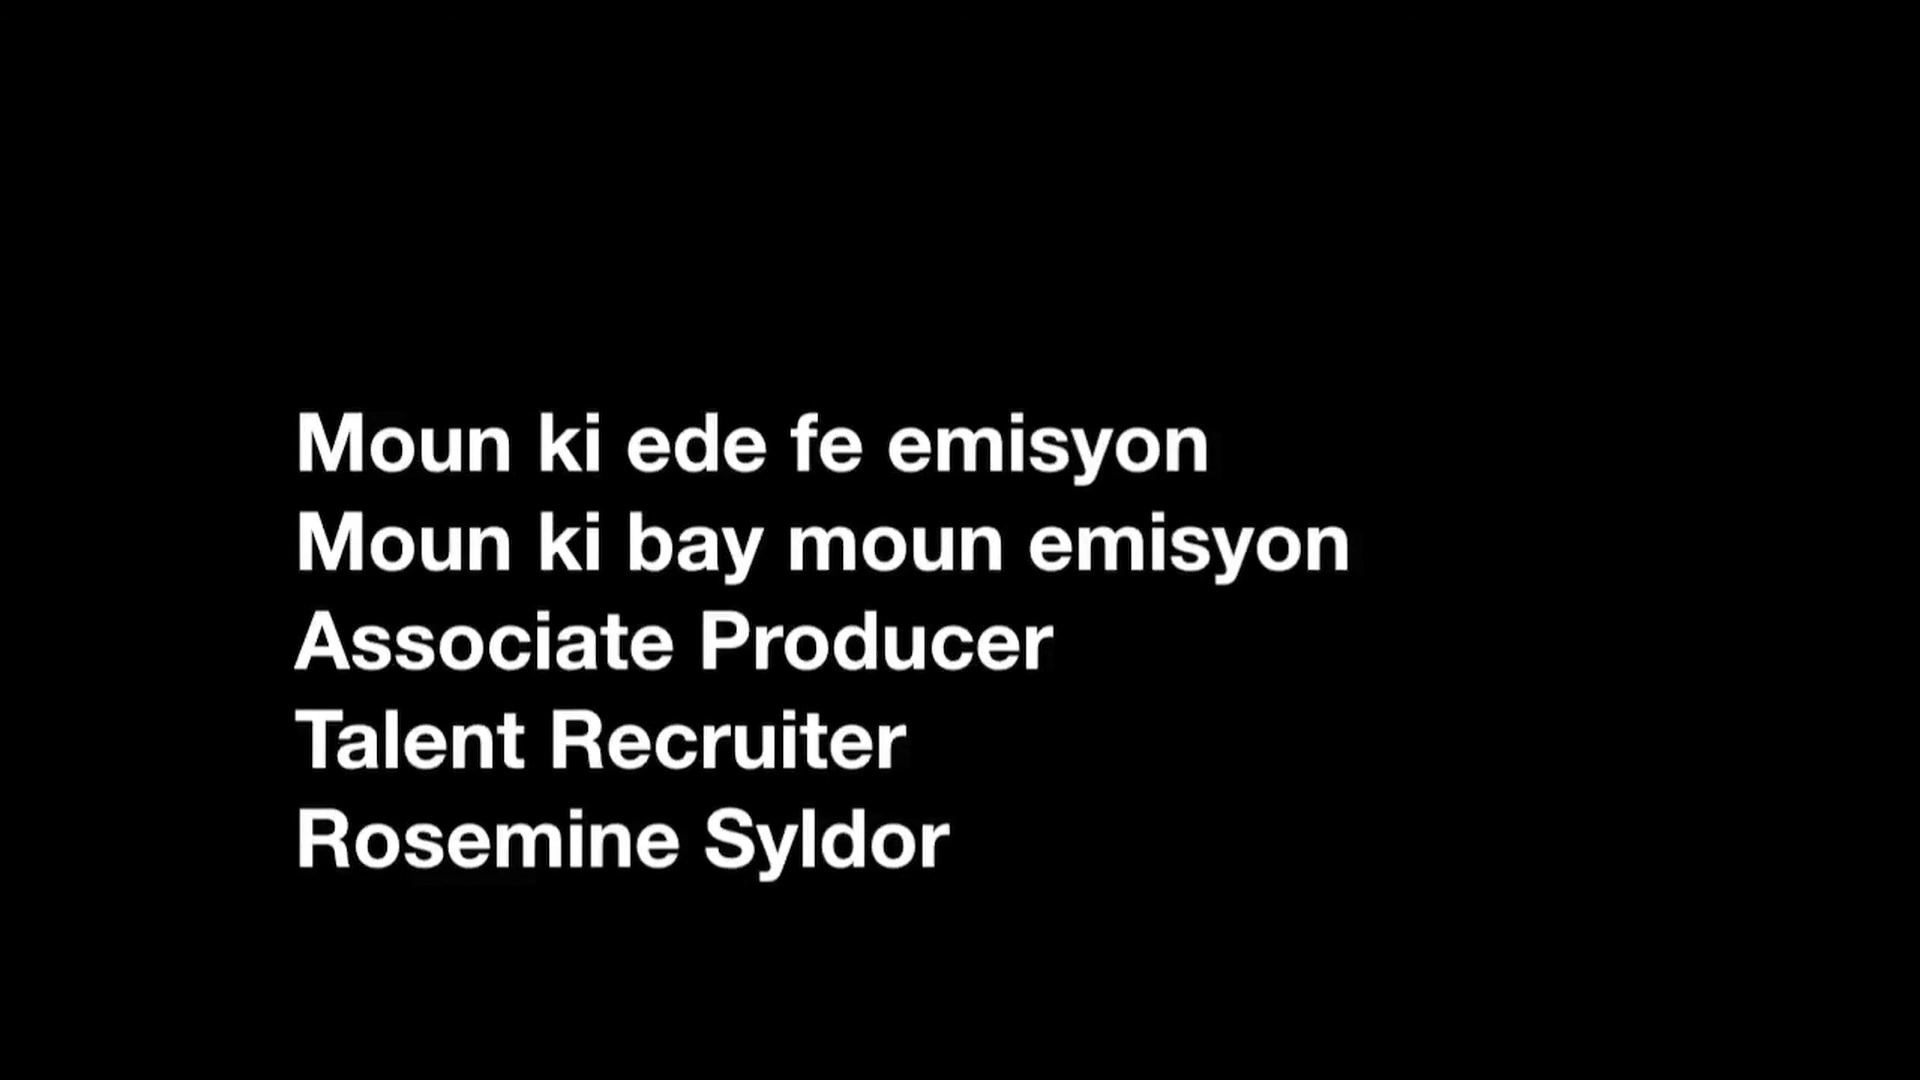 Moun ki ede fe emisyon
Moun ki bay moun emisyon
Associate Producer
Talent Recruiter
Rosemine Syldor